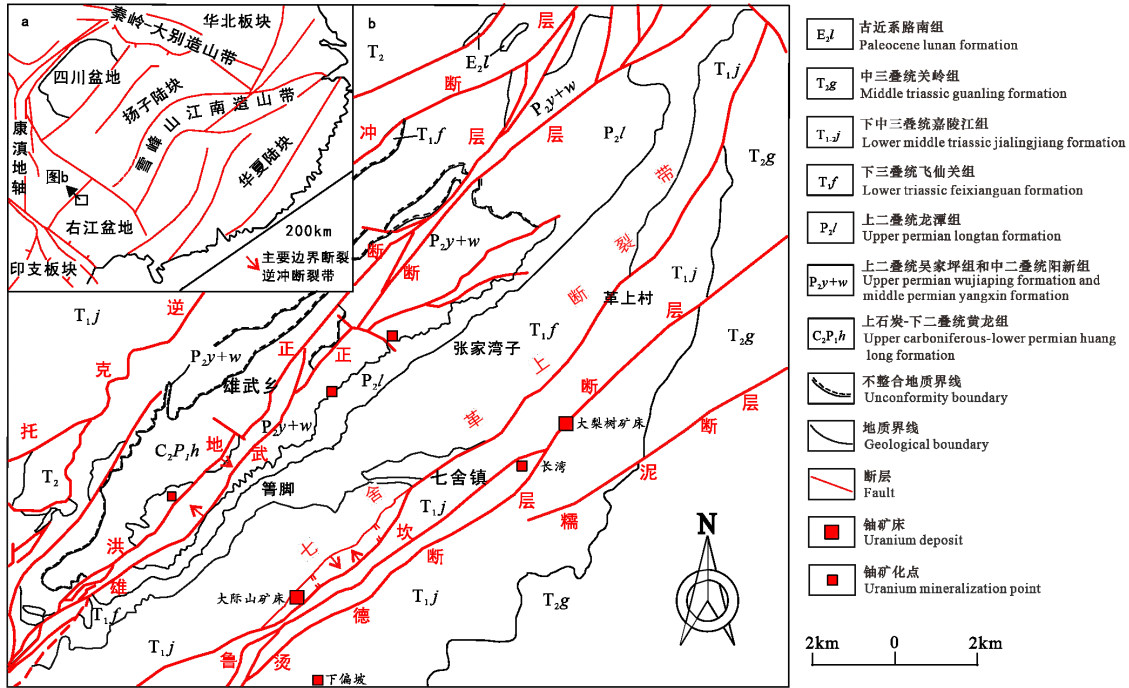 a
秦岭-大别造山带
华北板块
四川盆地
扬子陆块
雪峰山江南造山带
康滇地轴
华夏陆块
图b
右江盆地
印支板块
200km
主要边界断裂
逆冲断裂带
b
T₂
E₂l
断层
P₂y+w
T₁j
冲
T₁f
断层
层
P₂l
带
T₂g
P₂y+w
断
断
裂
T₁j
革上村
断
层
逆
T₁j
正
正
T₁f
T₂g
克
P₂y+w
张家湾子
上
雄武乡
P₂l
层
托
地
P₂y+w
革
断
大梨树矿床
断
C₂P₁h
武
T₂
七舍镇
长湾
泥
箐脚
舍
T₁j
层
糯
洪
七
坎
断
雄
大际山矿床
T₁j
T₂g
T₁f
德
T₁j
鲁
烫
下偏坡
N
E₂l
古近系路南组
Paleocene lunan formation
T₂g
中三叠统关岭组
Middle triassic guanling formation
T₁₋₂j
下中三叠统嘉陵江组
Lower middle triassic jialingjiang formation
T₁f
下三叠统飞仙关组
Lower triassic feixianguan formation
P₂l
上二叠统龙潭组
Upper permian longtan formation
P₂y+w
上二叠统吴家坪组和中二叠统阳新组
Upper permian wujiaping formation and
middle permian yangxin formation
C₂P₁h
上石炭-下二叠统黄龙组
Upper carboniferous-lower permian huang
long formation
不整合地质界线
Unconformity boundary
地质界线
Geological boundary
断层
Fault
铀矿床
Uranium deposit
铀矿化点
Uranium mineralization point
2km
0
2km